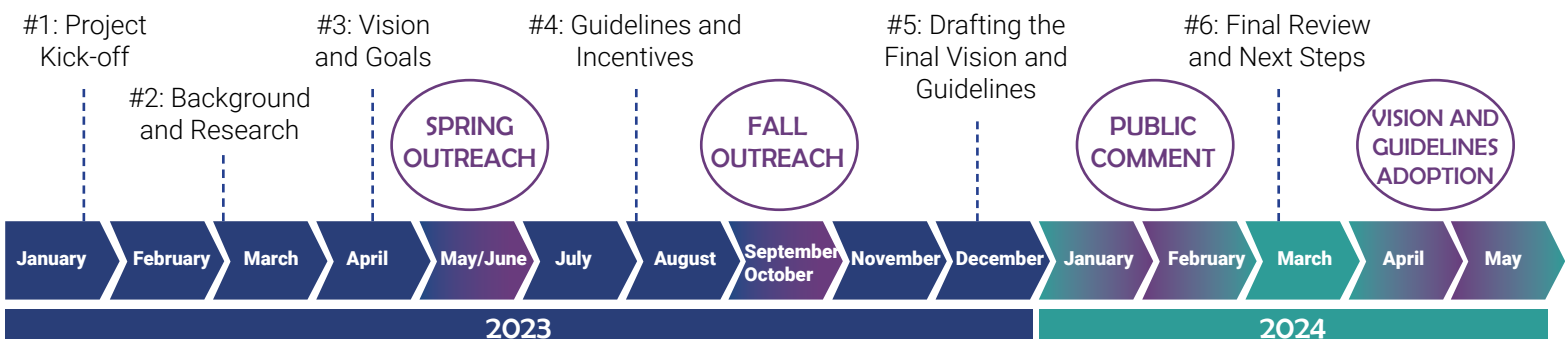 #1: Project
Kick-off
#2: Background
and Research
#3: Vision
and Goals
SPRING
OUTREACH
#4: Guidelines and
Incentives
FALL
OUTREACH
#5: Drafting the
Final Vision and
Guidelines
PUBLIC
COMMENT
#6: Final Review
and Next Steps
VISION AND
GUIDELINES
ADOPTION
January
February
March
April
May/June
July
August
September
October
November
December
January
February
March
April
May
2023
2024